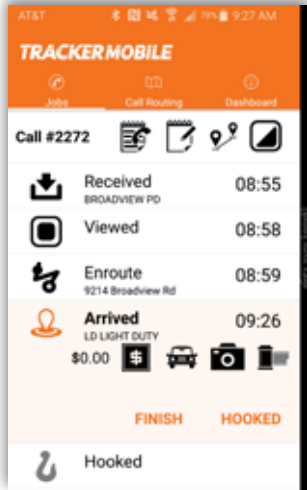 AT&T 78% 9:27 AM
TRACKERMOBILE
Jobs Call Routing Dashboard
Call #2272
Received 08:55
BROADVIEW PD
Viewed 08:58
Enroute 08:59
9214 Broadview Rd
Arrived 09:26
LD LIGHT DUTY
$0.00 $
FINISH HOOKED
Hooked